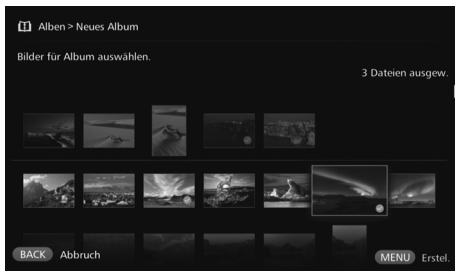 Alben > Neues Album
Bilder für Album auswählen.
3 Dateien ausgew.
BACK Abbruch
MENU Erstel.